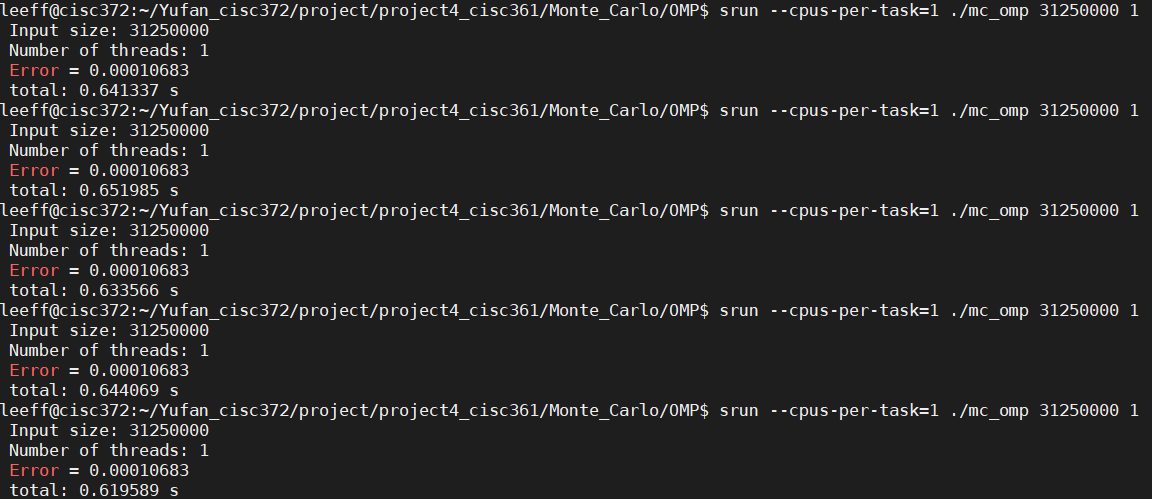 leeff@cisc372:~/Yufan_cisc372/project/project4_cisc361/Monte_Carlo/OMP$ srun --cpus-per-task=1 ./mc_omp 31250000 1
Input size: 31250000
Number of threads: 1
Error = 0.00010683
total: 0.641337 s
leeff@cisc372:~/Yufan_cisc372/project/project4_cisc361/Monte_Carlo/OMP$ srun --cpus-per-task=1 ./mc_omp 31250000 1
Input size: 31250000
Number of threads: 1
Error = 0.00010683
total: 0.651985 s
leeff@cisc372:~/Yufan_cisc372/project/project4_cisc361/Monte_Carlo/OMP$ srun --cpus-per-task=1 ./mc_omp 31250000 1
Input size: 31250000
Number of threads: 1
Error = 0.00010683
total: 0.633566 s
leeff@cisc372:~/Yufan_cisc372/project/project4_cisc361/Monte_Carlo/OMP$ srun --cpus-per-task=1 ./mc_omp 31250000 1
Input size: 31250000
Number of threads: 1
Error = 0.00010683
total: 0.644069 s
leeff@cisc372:~/Yufan_cisc372/project/project4_cisc361/Monte_Carlo/OMP$ srun --cpus-per-task=1 ./mc_omp 31250000 1
Input size: 31250000
Number of threads: 1
Error = 0.00010683
total: 0.619589 s